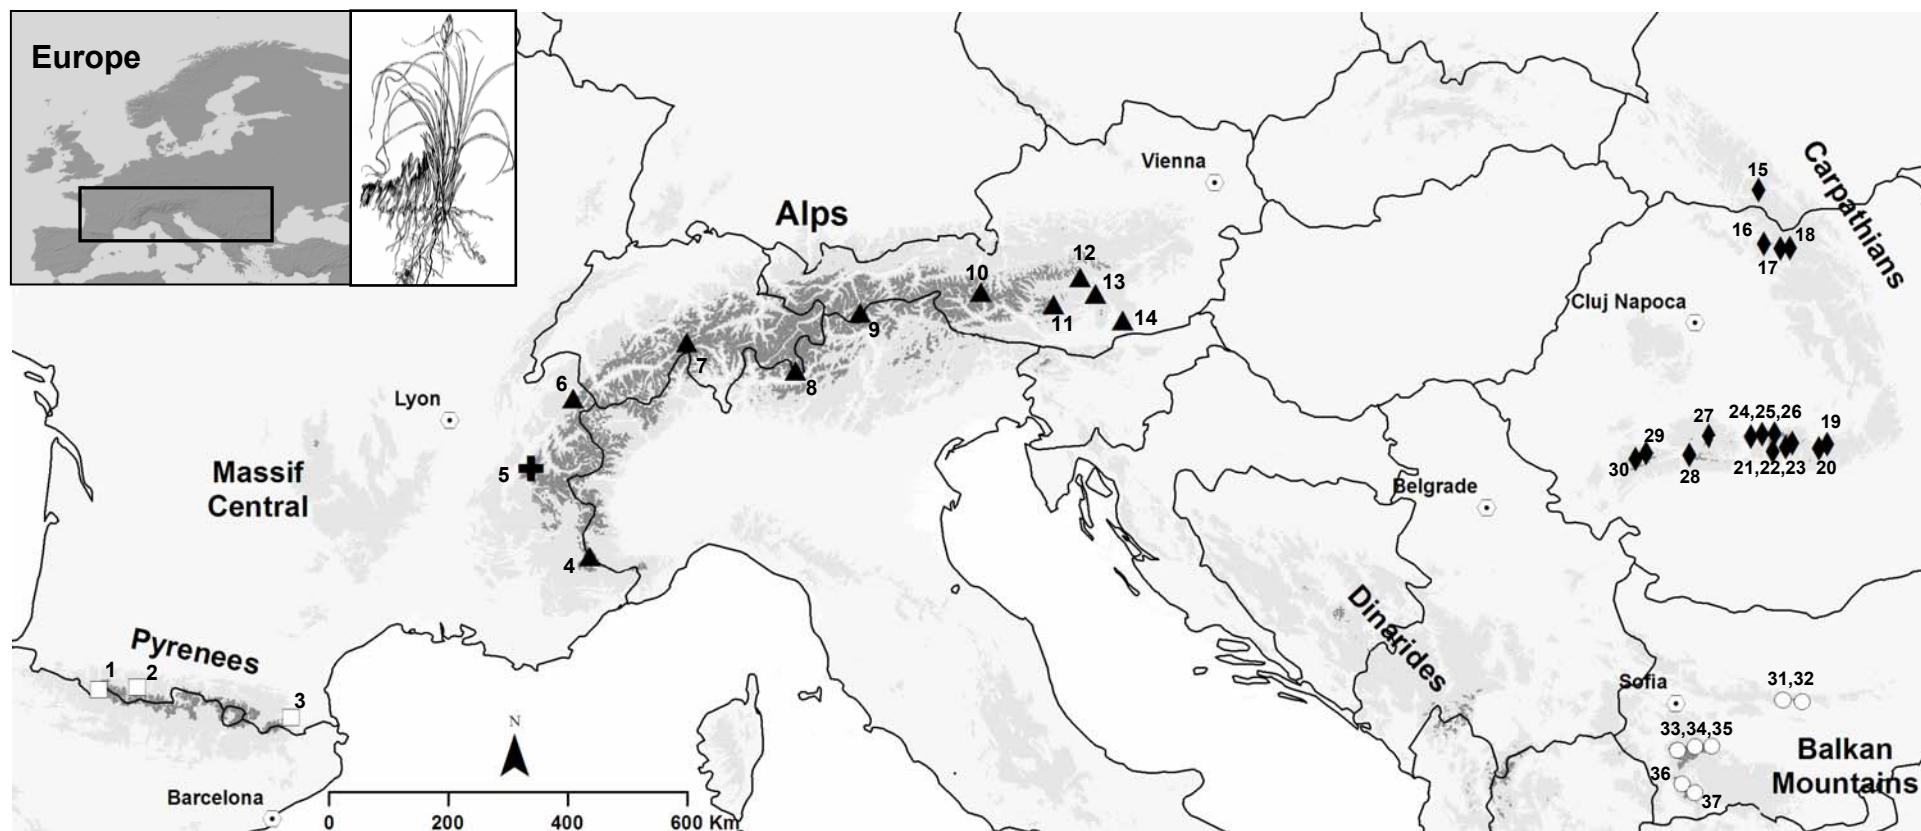 Europe
Vienna
Alps
15
Carpathians
16
18
17
12
10
13
Cluj Napoca
11
14
9
7
8
6
Lyon
24,25,26
19
27
29
30
28
21,22,23
20
Massif
Central
5
Belgrade
4
Dinarides
Pyrenees
1
2
3
Sofia
31,32
33,34,35
Balkan
Mountains
36
37
N
Barcelona
0
200
400
600 Km